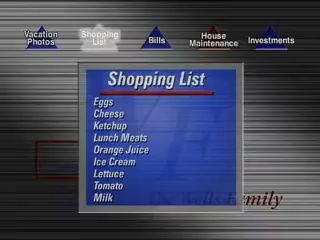 Vacation
Photos
Shopping
List
Bills
House
Maintenance
Investments
Shopping List
Eggs
Cheese
Ketchup
Lunch Meats
Orange Juice
Ice Cream
Lettuce
Tomato
Milk
Family